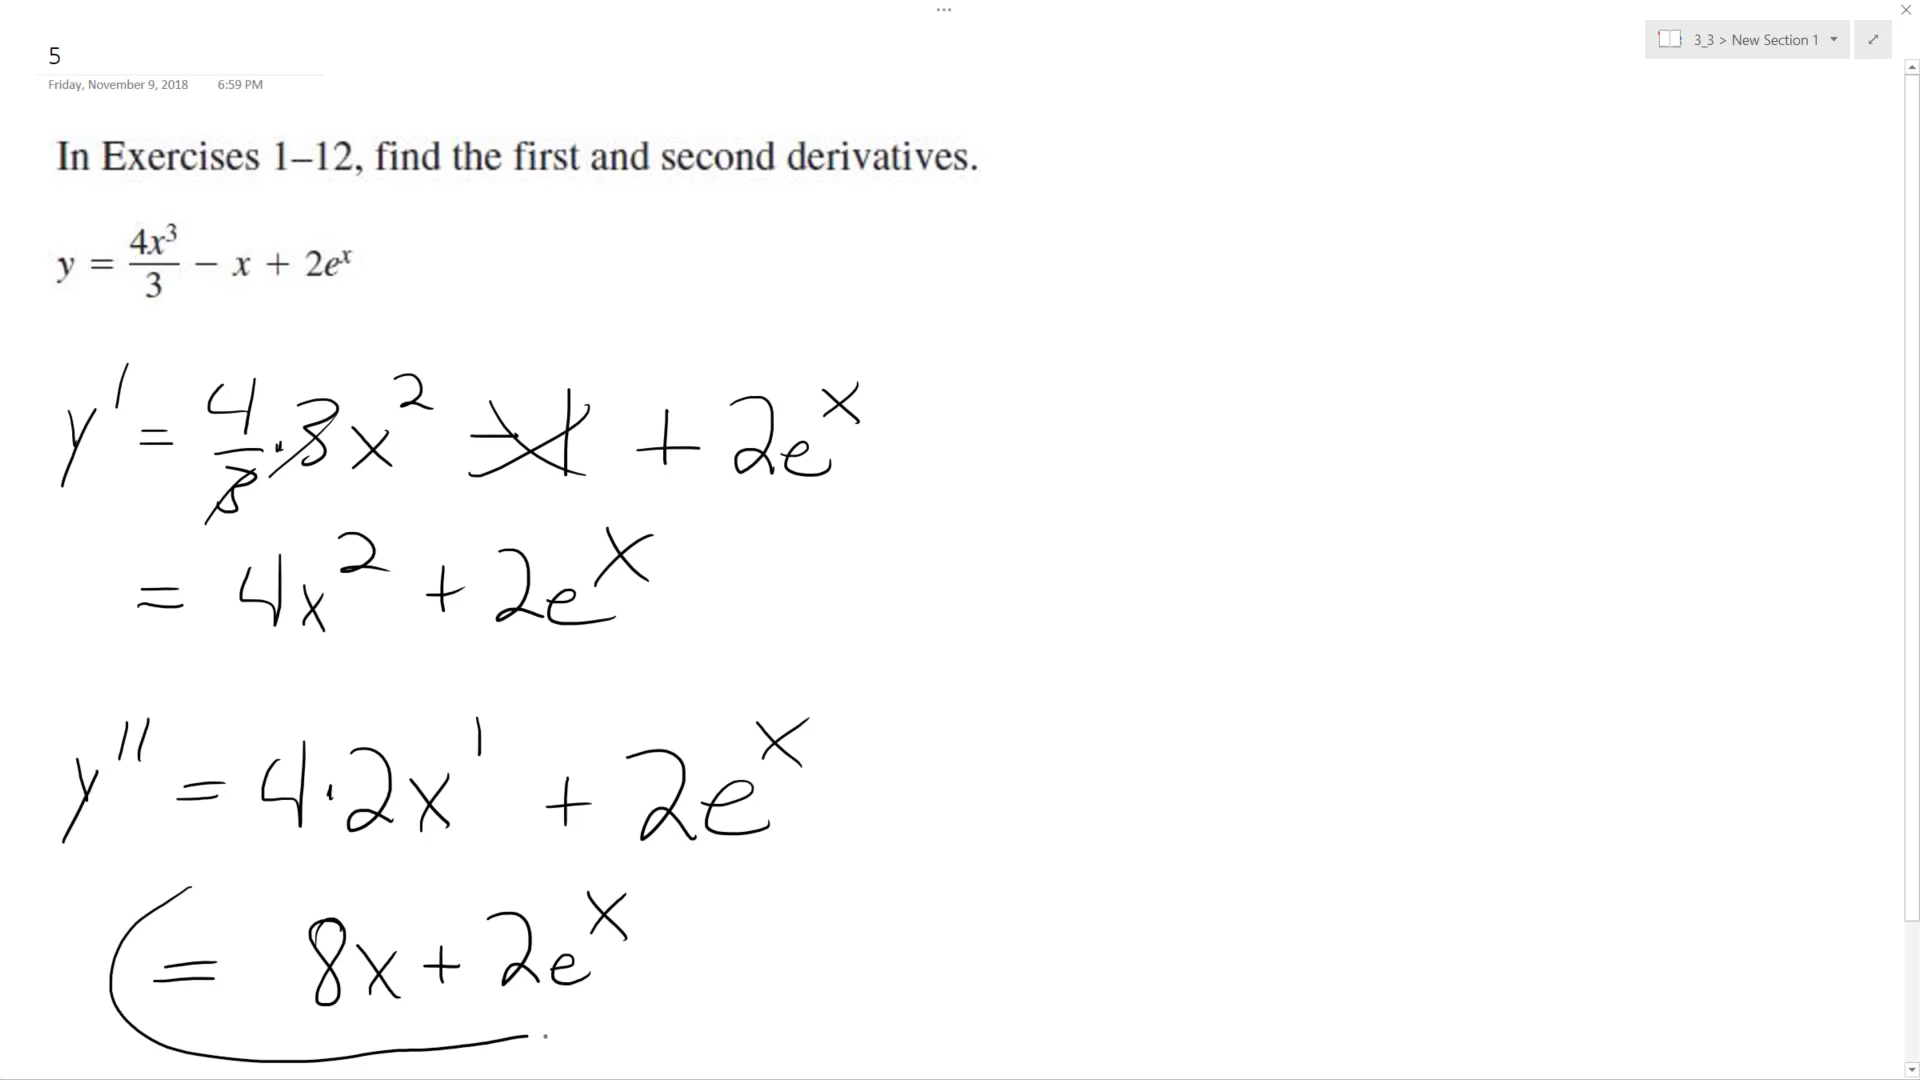 3_3 > New Section 1
5
Friday, November 9, 2018 6:59 PM
In Exercises 1–12, find the first and second derivatives.
y = 4x³/3 − x + 2eˣ
y' = 4/3 · 3x² − 1 + 2eˣ
= 4x² + 2eˣ
y'' = 4·2x¹ + 2eˣ
= 8x + 2eˣ